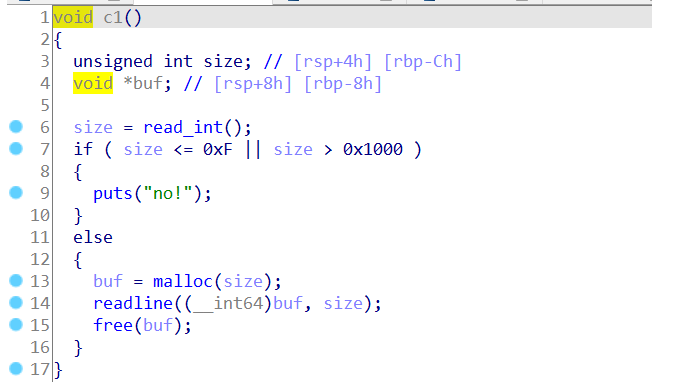 1 void c1()
2 {
3 unsigned int size; // [rsp+4h] [rbp-Ch]
4 void *buf; // [rsp+8h] [rbp-8h]
5
6 size = read_int();
7 if ( size <= 0xF || size > 0x1000 )
8 {
9 puts("no!");
10 }
11 else
12 {
13 buf = malloc(size);
14 readline((__int64)buf, size);
15 free(buf);
16 }
17 }